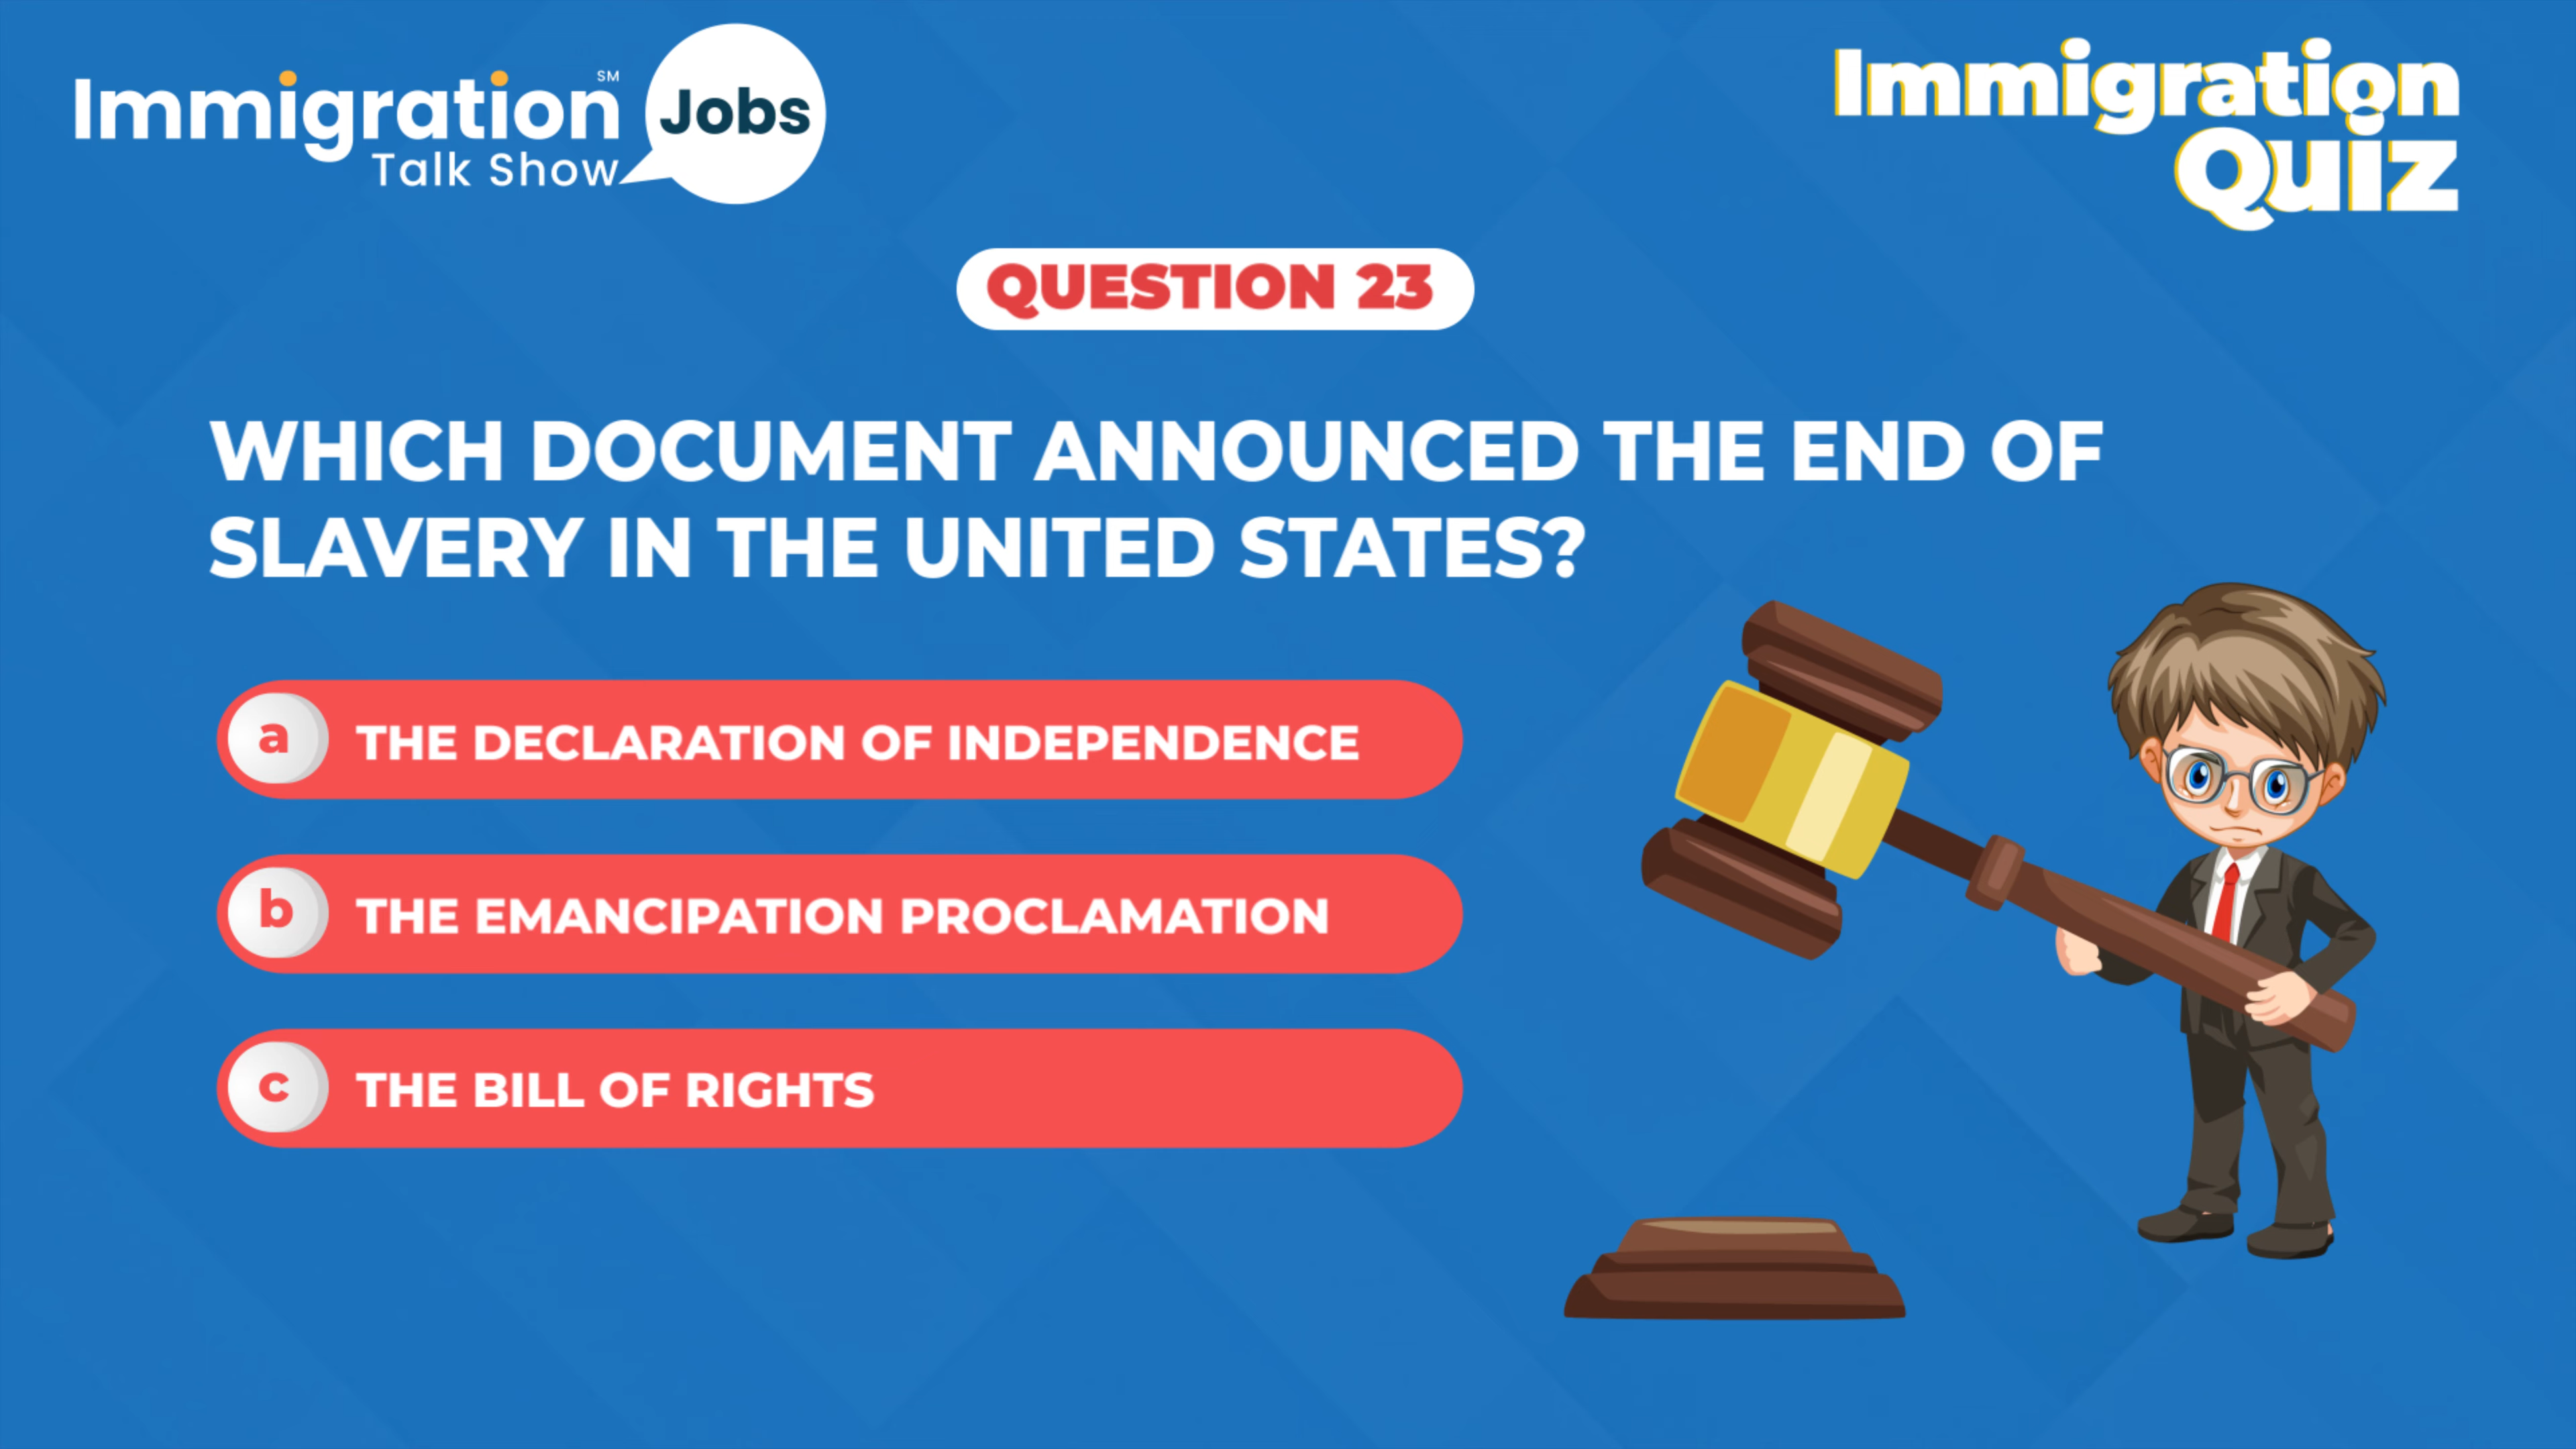 Immigration SM
Talk Show
Jobs
Immigration
Quiz
QUESTION 23
WHICH DOCUMENT ANNOUNCED THE END OF
SLAVERY IN THE UNITED STATES?
a THE DECLARATION OF INDEPENDENCE
b THE EMANCIPATION PROCLAMATION
c THE BILL OF RIGHTS